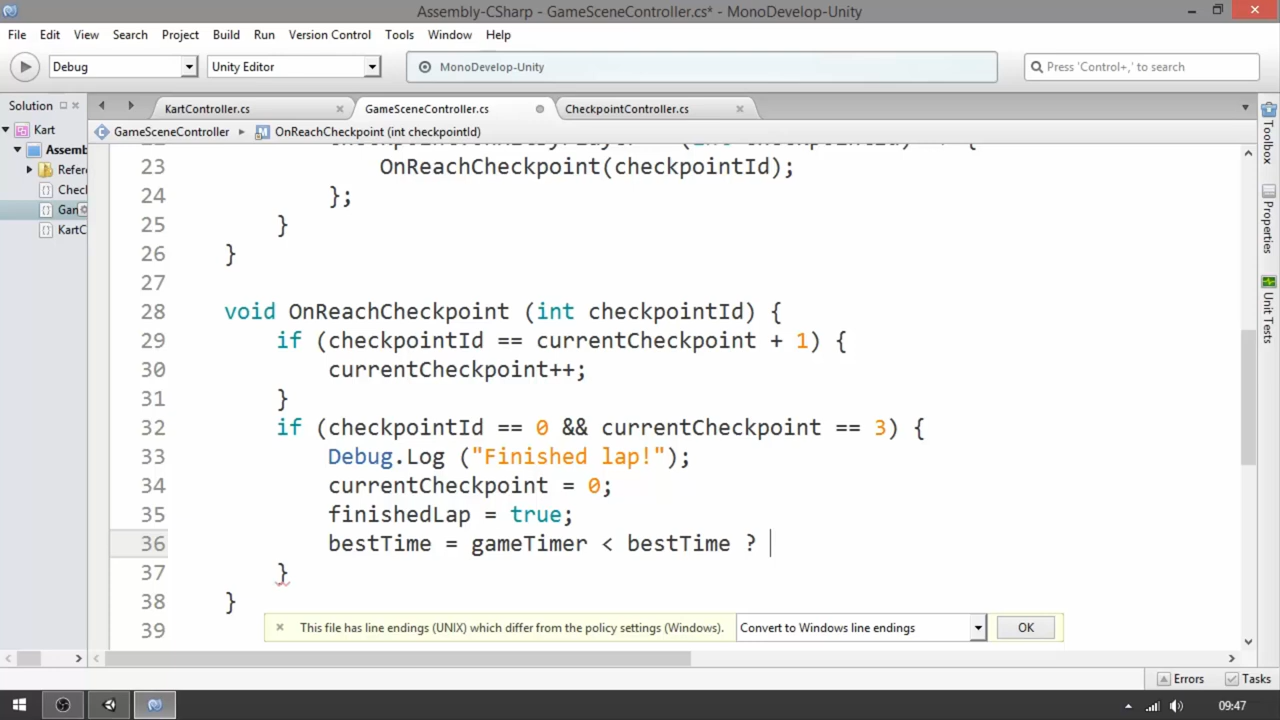 Assembly-CSharp - GameSceneController.cs* - MonoDevelop-Unity
File Edit View Search Project Build Run Version Control Tools Window Help
Debug Unity Editor MonoDevelop-Unity Press 'Control+,' to search
Solution KartController.cs GameSceneController.cs CheckpointController.cs
Kart GameSceneController OnReachCheckpoint (int checkpointId)
Assemb
Refere
Checl
Gan
KartC
23 OnReachCheckpoint(checkpointId);
24 };
25 }
26 }
27
28 void OnReachCheckpoint (int checkpointId) {
29 if (checkpointId == currentCheckpoint + 1) {
30 currentCheckpoint++;
31 }
32 if (checkpointId == 0 && currentCheckpoint == 3) {
33 Debug.Log ("Finished lap!");
34 currentCheckpoint = 0;
35 finishedLap = true;
36 bestTime = gameTimer < bestTime ?
37 }
38 }
39
This file has line endings (UNIX) which differ from the policy settings (Windows). Convert to Windows line endings OK
Toolbox
Properties
Unit Tests
Errors Tasks
09:47